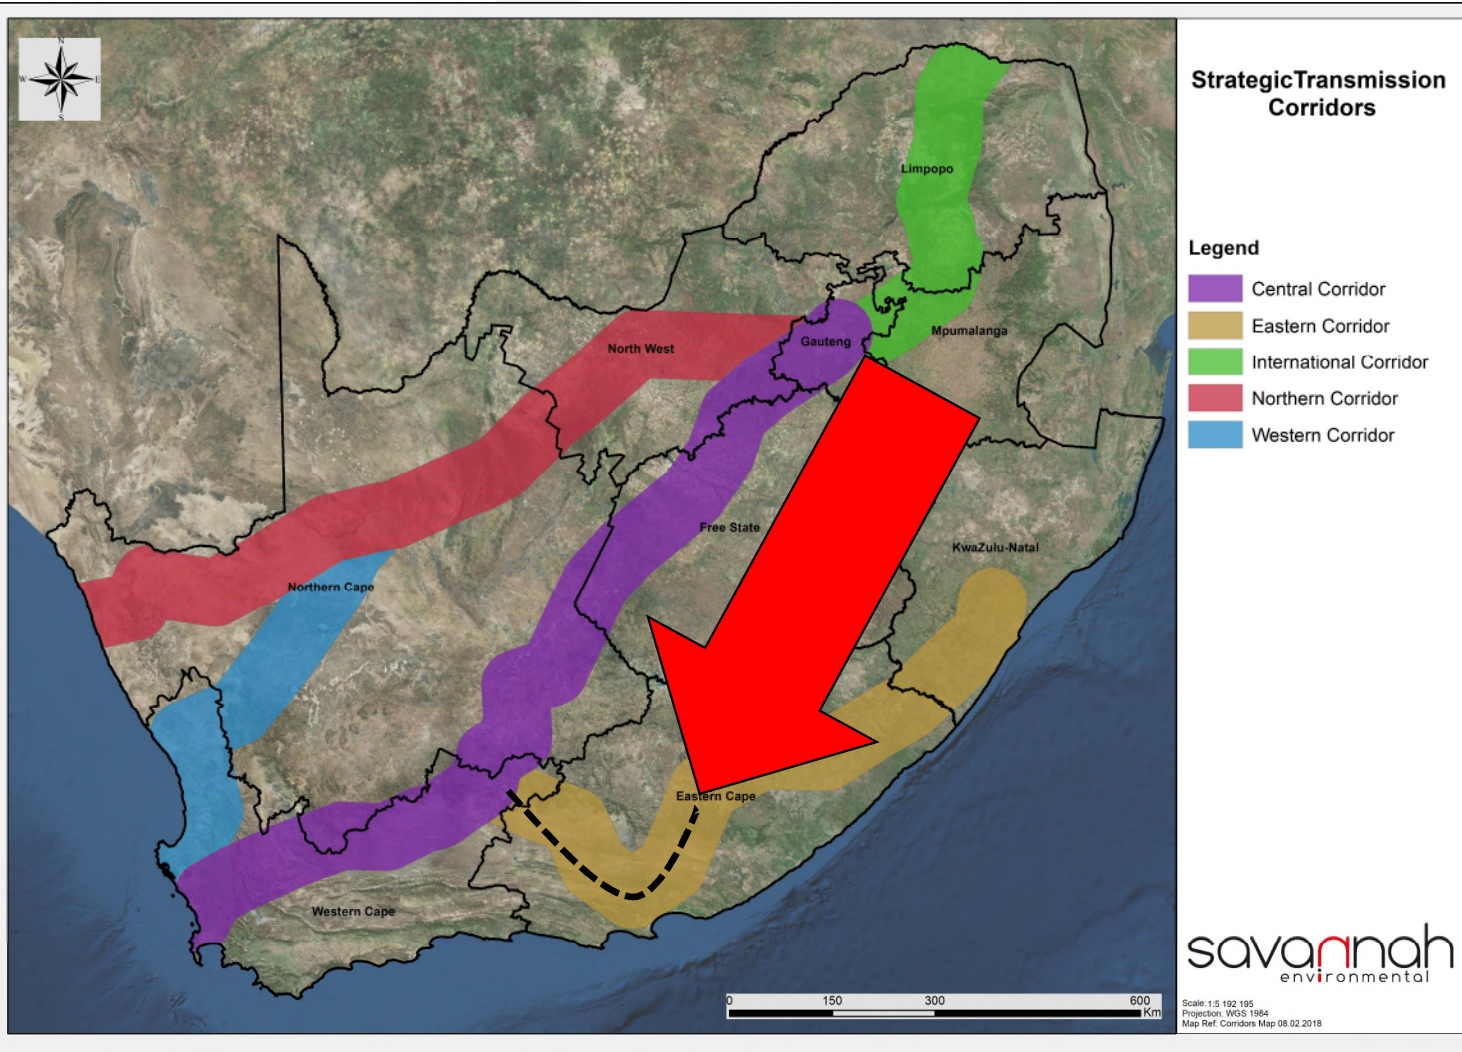 N
W
E
S
StrategicTransmission
Corridors
Limpopo
Legend
Central Corridor
Eastern Corridor
International Corridor
Northern Corridor
Western Corridor
Mpumalanga
Gauteng
North West
Free State
KwaZulu-Natal
Northern Cape
Eastern Cape
Western Cape
savannah
environmental
0 150 300 600
Km
Scale: 1:5 192 195
Projection: WGS 1984
Map Ref: Corridors Map 08.02.2018